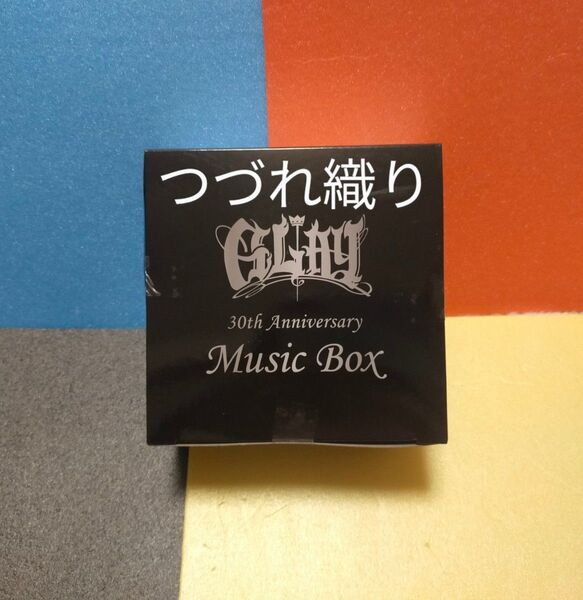 つづれ織り
GLAY
30th Anniversary
Music Box